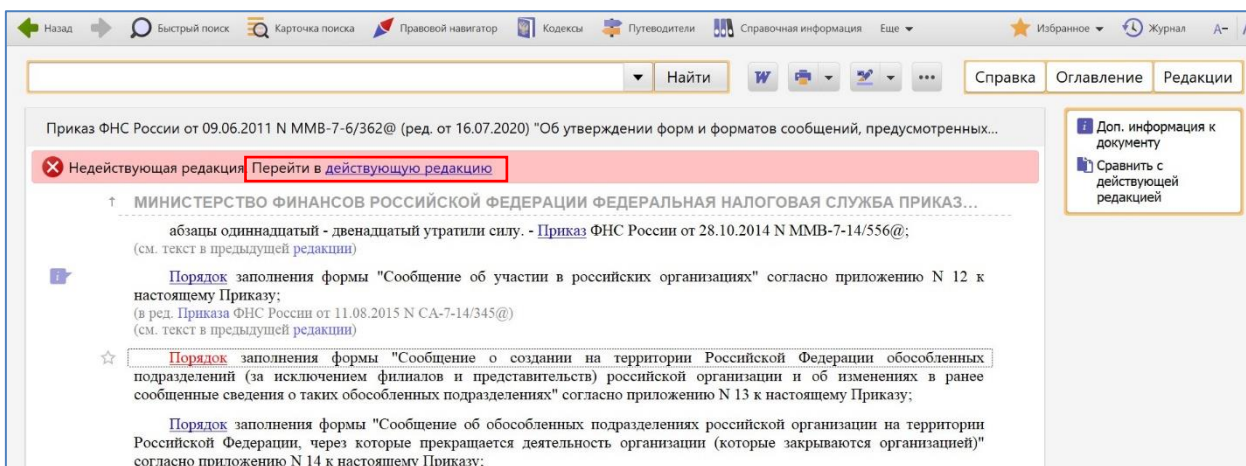 Назад Быстрый поиск Карточка поиска Правовой навигатор Кодексы Путеводители Справочная информация Еще Избранное Журнал А-
Найти W Справка Оглавление Редакции
Приказ ФНС России от 09.06.2011 N ММВ-7-6/362@ (ред. от 16.07.2020) "Об утверждении форм и форматов сообщений, предусмотренных...
Недействующая редакция. Перейти в действующую редакцию
Доп. информация к
документу
Сравнить с
действующей
редакцией
МИНИСТЕРСТВО ФИНАНСОВ РОССИЙСКОЙ ФЕДЕРАЦИИ ФЕДЕРАЛЬНАЯ НАЛОГОВАЯ СЛУЖБА ПРИКАЗ...
абзацы одиннадцатый - двенадцатый утратили силу. - Приказ ФНС России от 28.10.2014 N ММВ-7-14/556@;
(см. текст в предыдущей редакции)
Порядок заполнения формы "Сообщение об участии в российских организациях" согласно приложению N 12 к
настоящему Приказу;
(в ред. Приказа ФНС России от 11.08.2015 N СА-7-14/345@)
(см. текст в предыдущей редакции)
Порядок заполнения формы "Сообщение о создании на территории Российской Федерации обособленных
подразделений (за исключением филиалов и представительств) российской организации и об изменениях в ранее
сообщенные сведения о таких обособленных подразделениях" согласно приложению N 13 к настоящему Приказу;
Порядок заполнения формы "Сообщение об обособленных подразделениях российской организации на территории
Российской Федерации, через которые прекращается деятельность организации (которые закрываются организацией)"
согласно приложению N 14 к настоящему Приказу;